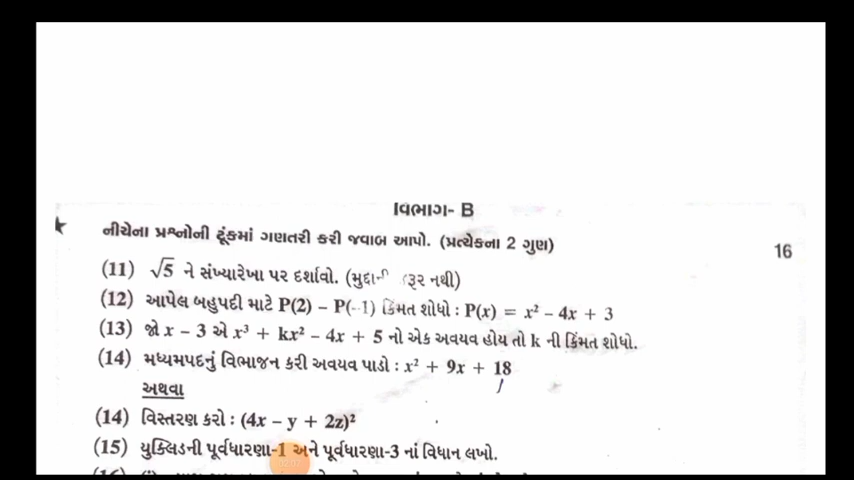 વિભાગ- B
★ નીચેના પ્રશ્નોની ટૂંકમાં ગણતરી કરી જવાબ આપો. (પ્રત્યેકના 2 ગુણ) 16
(11) √5 ને સંખ્યારેખા પર દર્શાવો. (મુદ્દાની નથી)
(12) આપેલ બહુપદી માટે P(2) – P(-1) કિંમત શોધો : P(x) = x² – 4x + 3
(13) જો x – 3 એ x³ + kx² – 4x + 5 નો એક અવયવ હોય તો k ની કિંમત શોધો.
(14) મધ્યમપદનું વિભાજન કરી અવયવ પાડો : x² + 9x + 18
અથવા
(14) વિસ્તરણ કરો : (4x – y + 2z)²
(15) યુક્લિડની પૂર્વધારણા-1 અને પૂર્વધારણા-3 નાં વિધાન લખો.